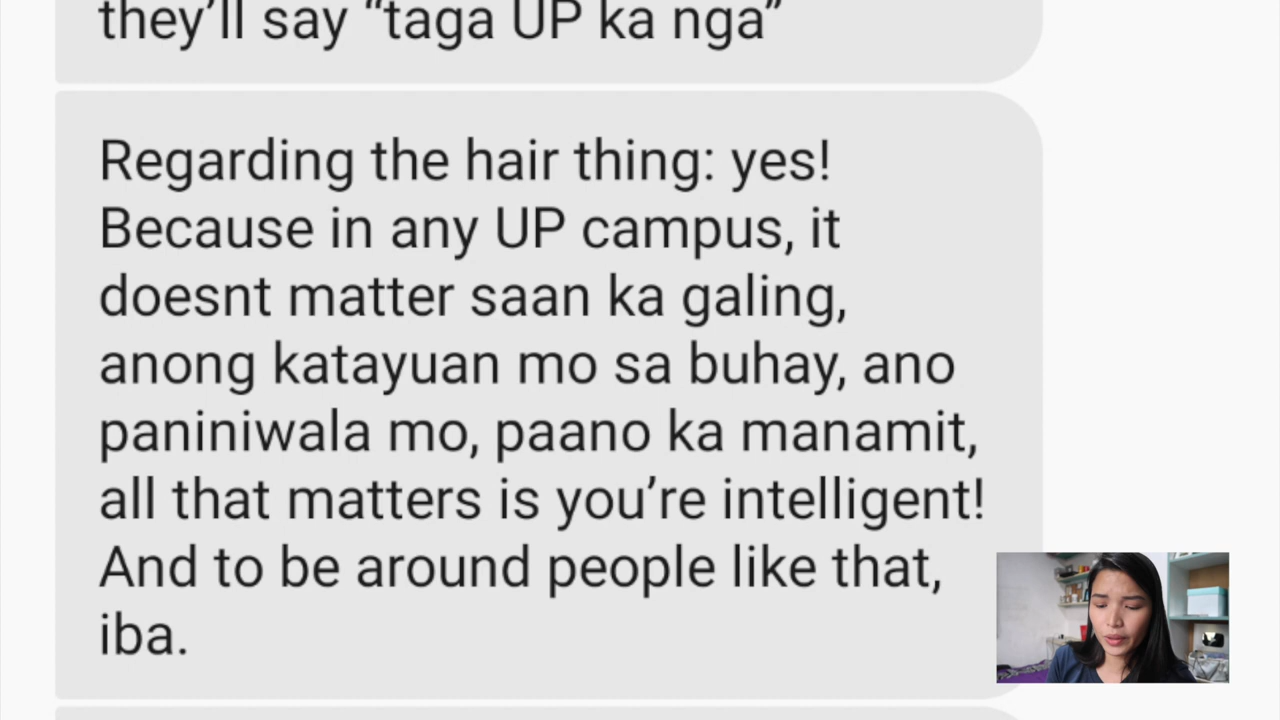 they’ll say “taga UP ka nga”
Regarding the hair thing: yes!
Because in any UP campus, it
doesnt matter saan ka galing,
anong katayuan mo sa buhay, ano
paniniwala mo, paano ka manamit,
all that matters is you’re intelligent!
And to be around people like that,
iba.